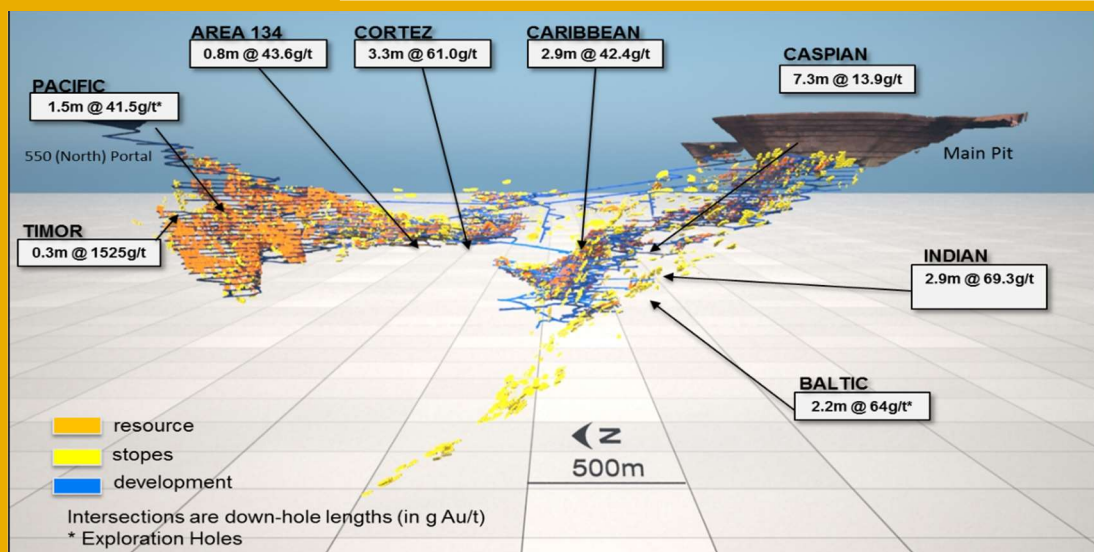 AREA 134
0.8m @ 43.6g/t
CORTEZ
3.3m @ 61.0g/t
CARIBBEAN
2.9m @ 42.4g/t
CASPIAN
7.3m @ 13.9g/t
PACIFIC
1.5m @ 41.5g/t*
550 (North) Portal
Main Pit
TIMOR
0.3m @ 1525g/t
INDIAN
2.9m @ 69.3g/t
BALTIC
2.2m @ 64g/t*
resource
stopes
development
N
500m
Intersections are down-hole lengths (in g Au/t)
* Exploration Holes